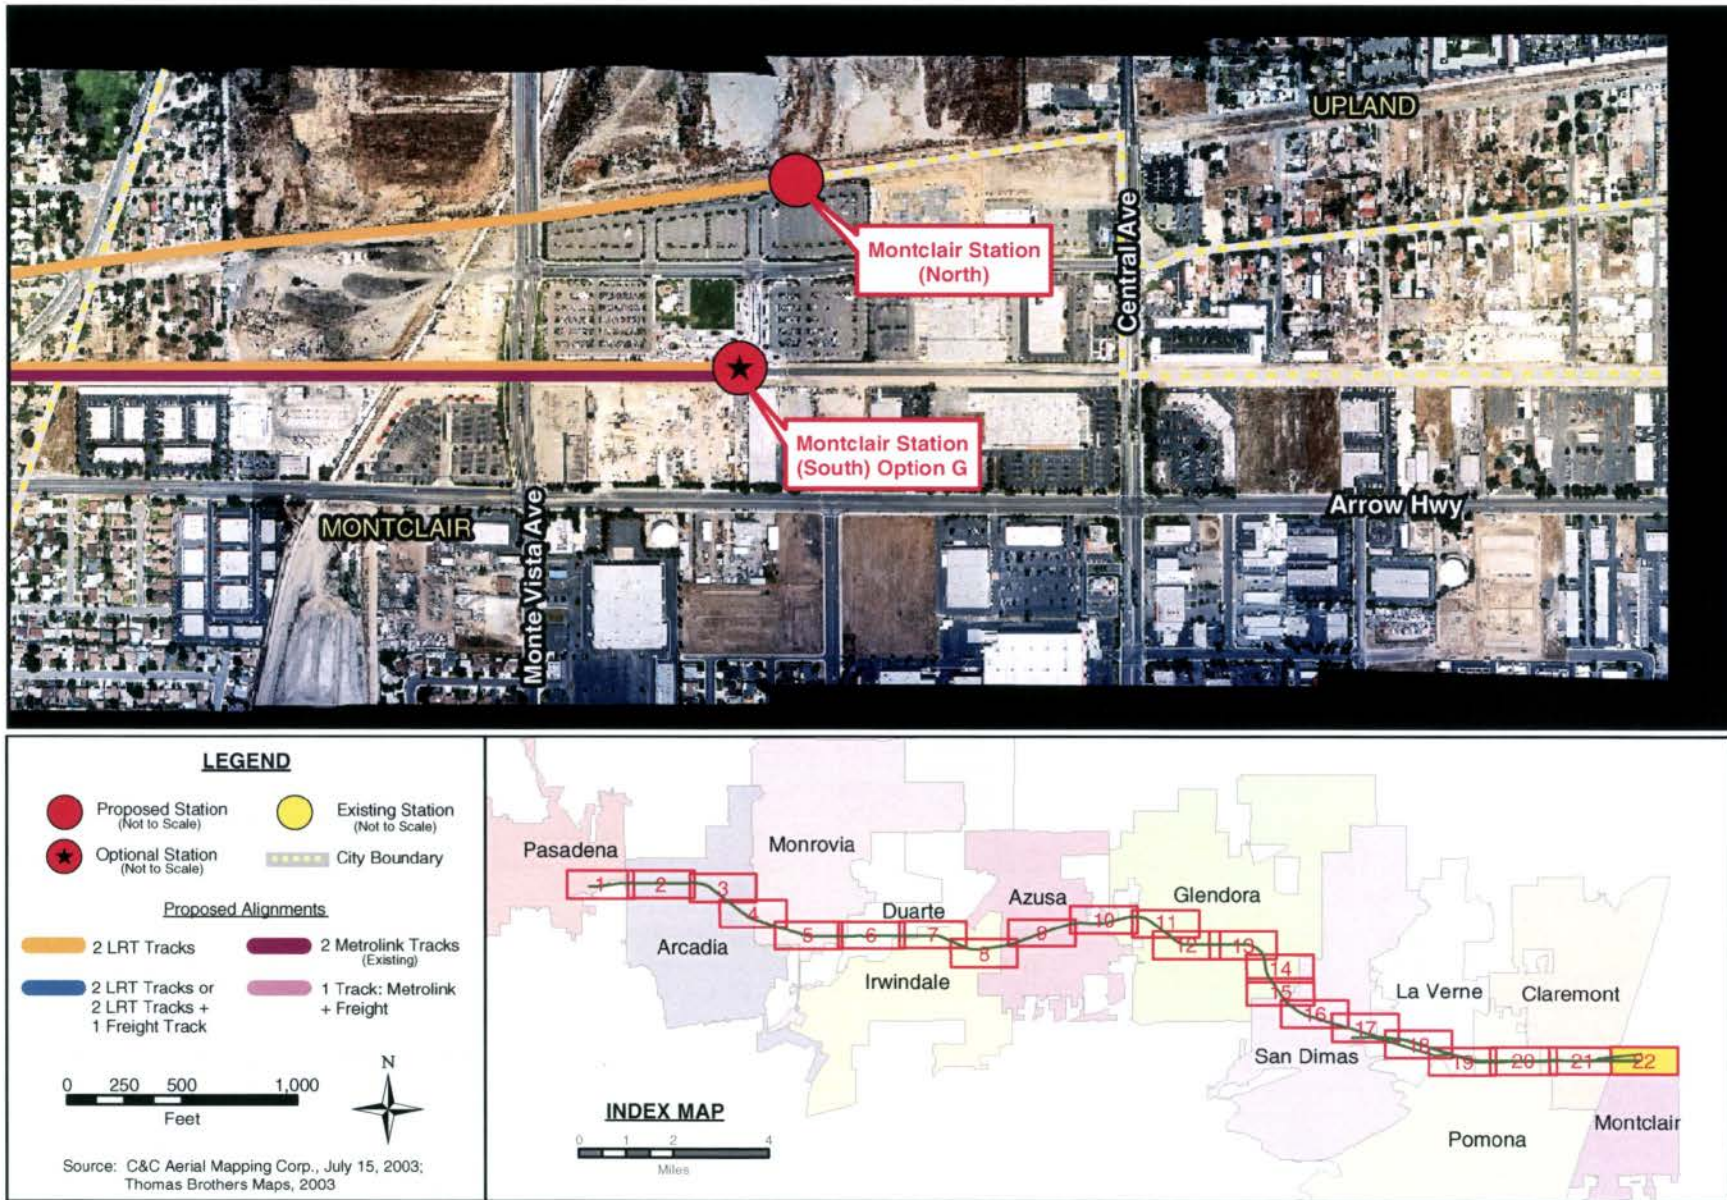 UPLAND
Montclair Station
(North)
Central Ave
Montclair Station
(South) Option G
MONTCLAIR
Monte Vista Ave
Arrow Hwy
LEGEND
Proposed Station
(Not to Scale)
Existing Station
(Not to Scale)
Optional Station
(Not to Scale)
City Boundary
Proposed Alignments
2 LRT Tracks
2 Metrolink Tracks
(Existing)
2 LRT Tracks or
2 LRT Tracks +
1 Freight Track
1 Track: Metrolink
+ Freight
0 250 500 1,000
Feet
N
Source: C&C Aerial Mapping Corp., July 15, 2003;
Thomas Brothers Maps, 2003
Pasadena
Monrovia
Arcadia
Duarte
Irwindale
Azusa
Glendora
San Dimas
La Verne
Claremont
Pomona
Montclair
1
2
3
4
5
6
7
8
9
10
11
12
13
14
15
16
17
18
19
20
21
22
INDEX MAP
0 1 2 4
Miles